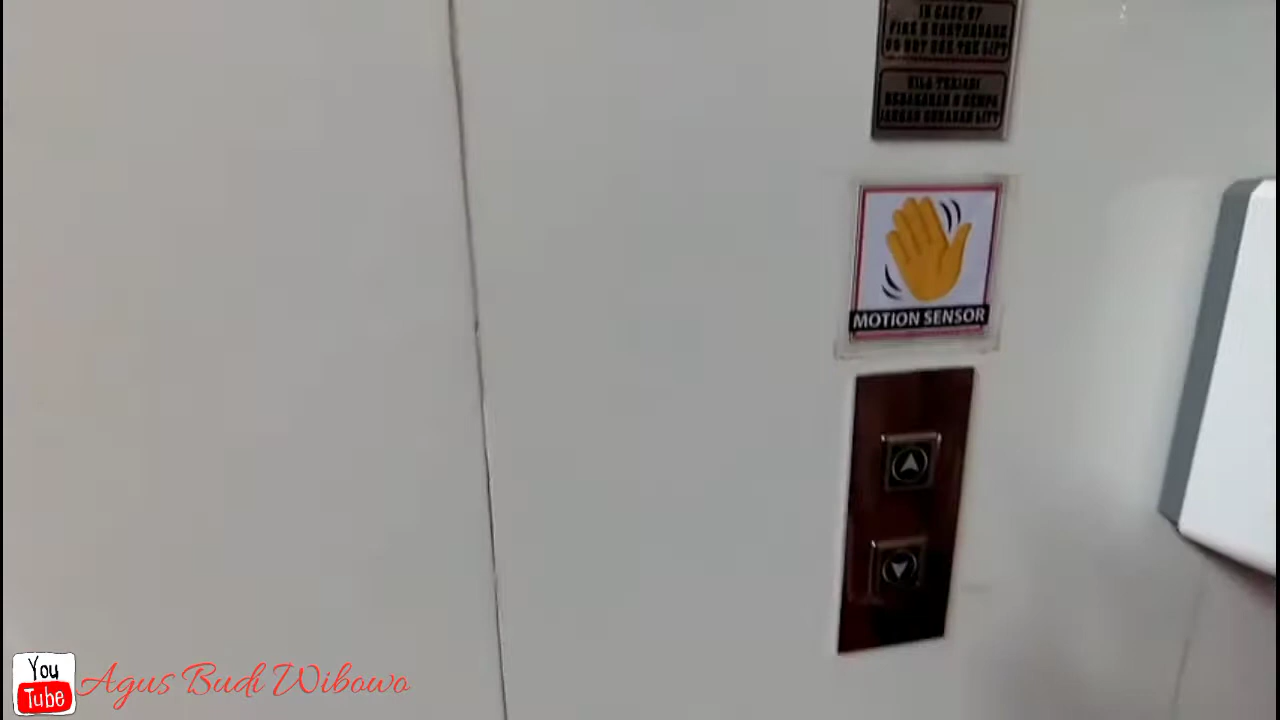 IN CASE OF
FIRE & EARTHQUAKE
DO NOT USE THE LIFT
BILA TERJADI
KEBAKARAN & GEMPA
JANGAN GUNAKAN LIFT
MOTION SENSOR
You
Tube
Agus Budi Wibowo